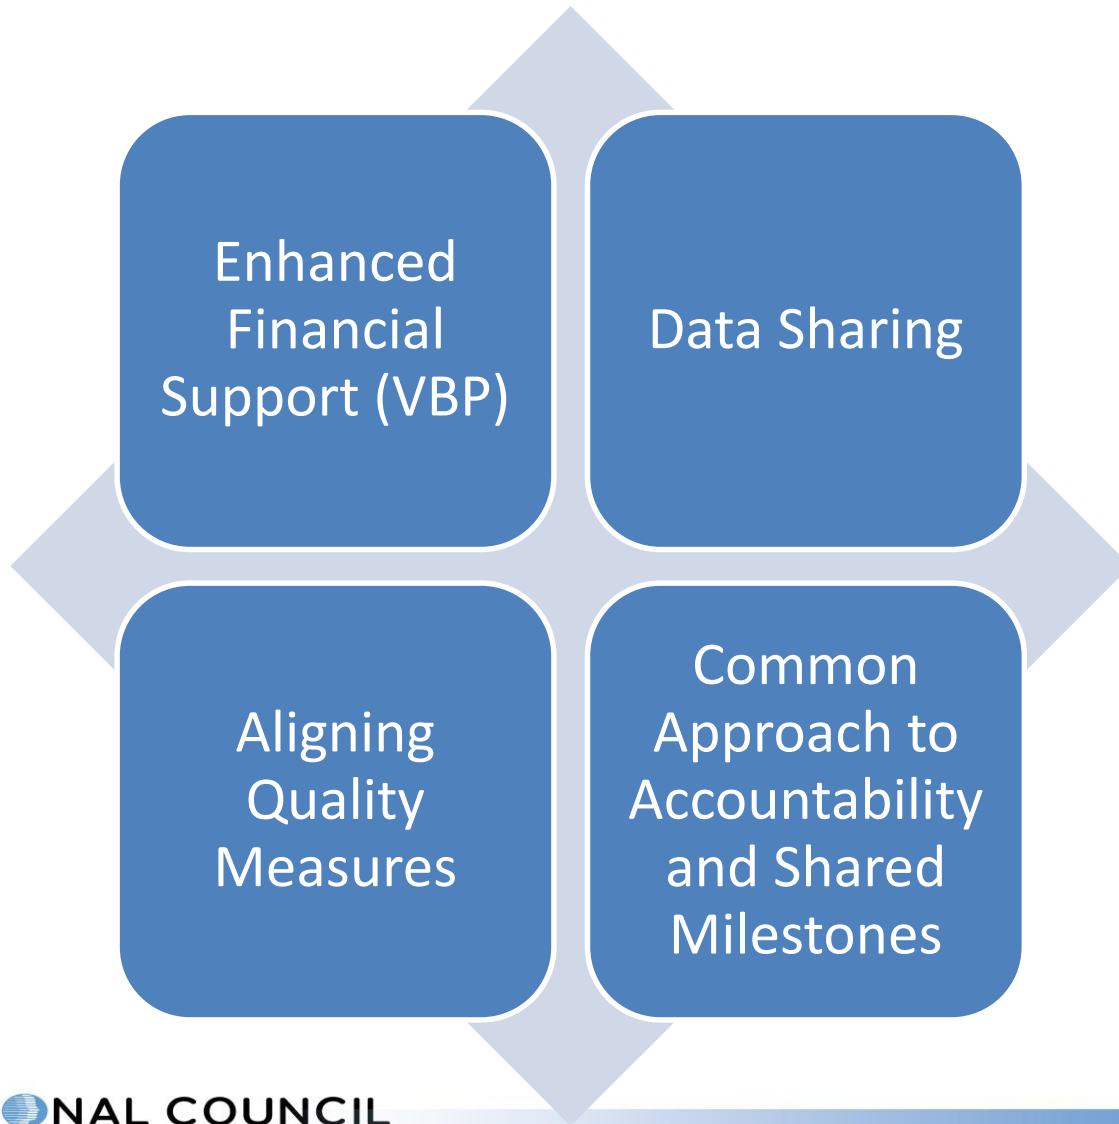 Enhanced
Financial
Support (VBP)
Data Sharing
Aligning
Quality
Measures
Common
Approach to
Accountability
and Shared
Milestones
NAL COUNCIL